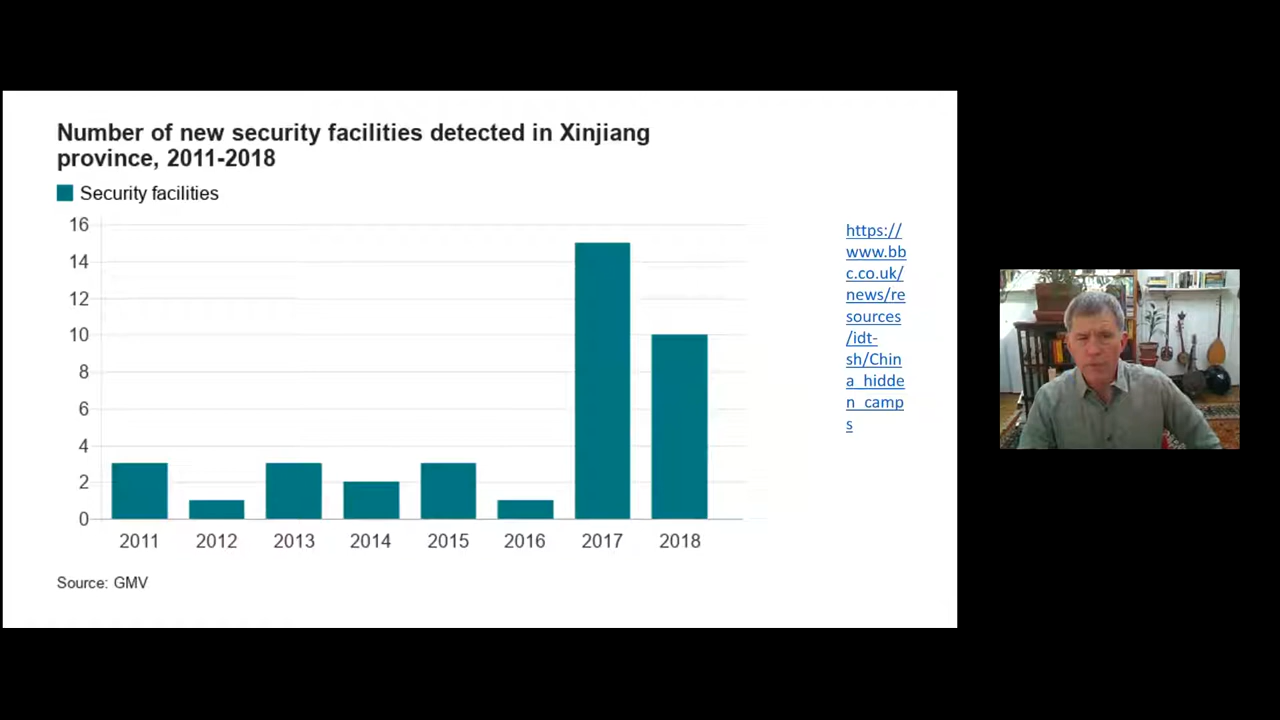 Number of new security facilities detected in Xinjiang
province, 2011-2018
Security facilities
16
14
12
10
8
6
4
2
0
2011 2012 2013 2014 2015 2016 2017 2018
Source: GMV
https://
www.bb
c.co.uk/
news/re
sources
/idt-
sh/Chin
a_hidde
n_camp
s